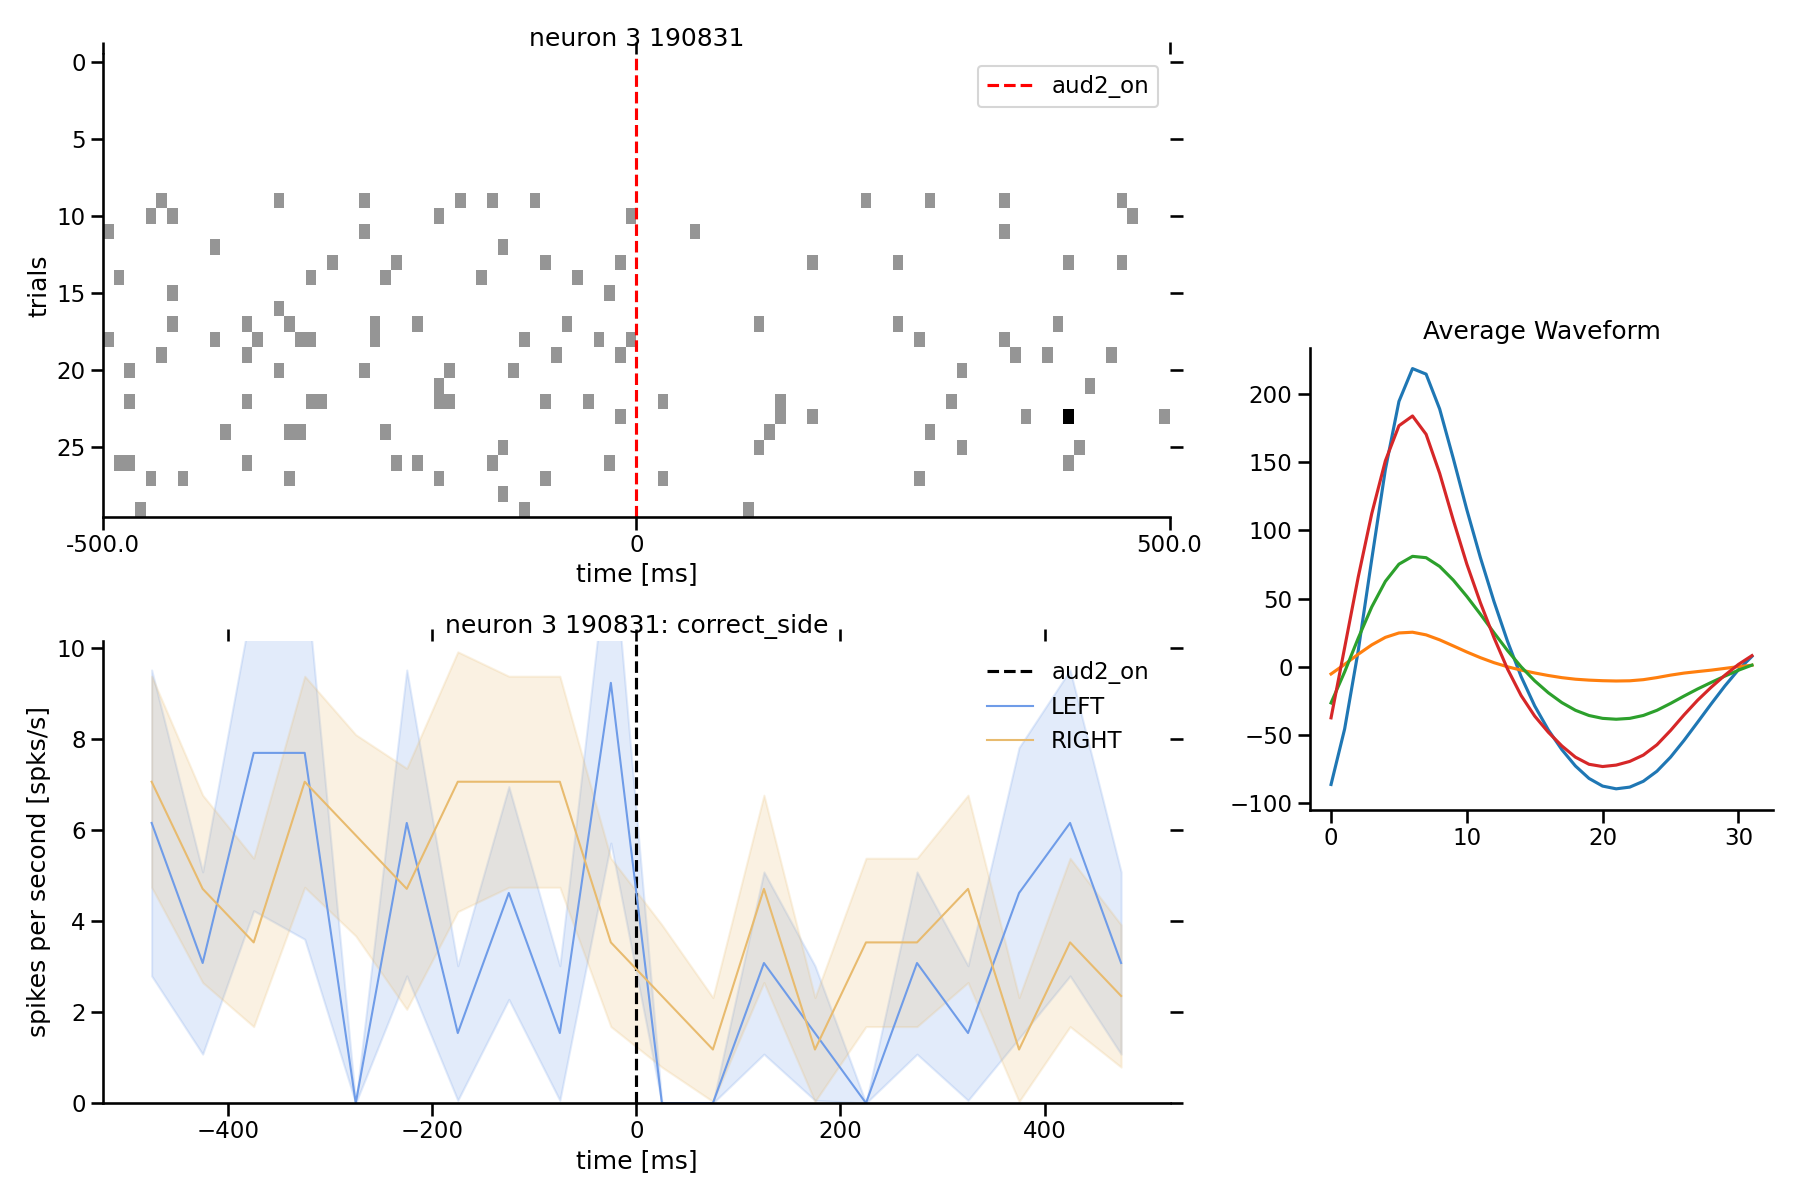 neuron 3 190831
aud2_on
0
5
10
15
20
25
trials
-500.0
0
500.0
time [ms]
neuron 3 190831: correct_side
aud2_on
LEFT
RIGHT
10
8
6
4
2
0
spikes per second [spks/s]
−400
−200
0
200
400
time [ms]
Average Waveform
200
150
100
50
0
−50
−100
0
10
20
30